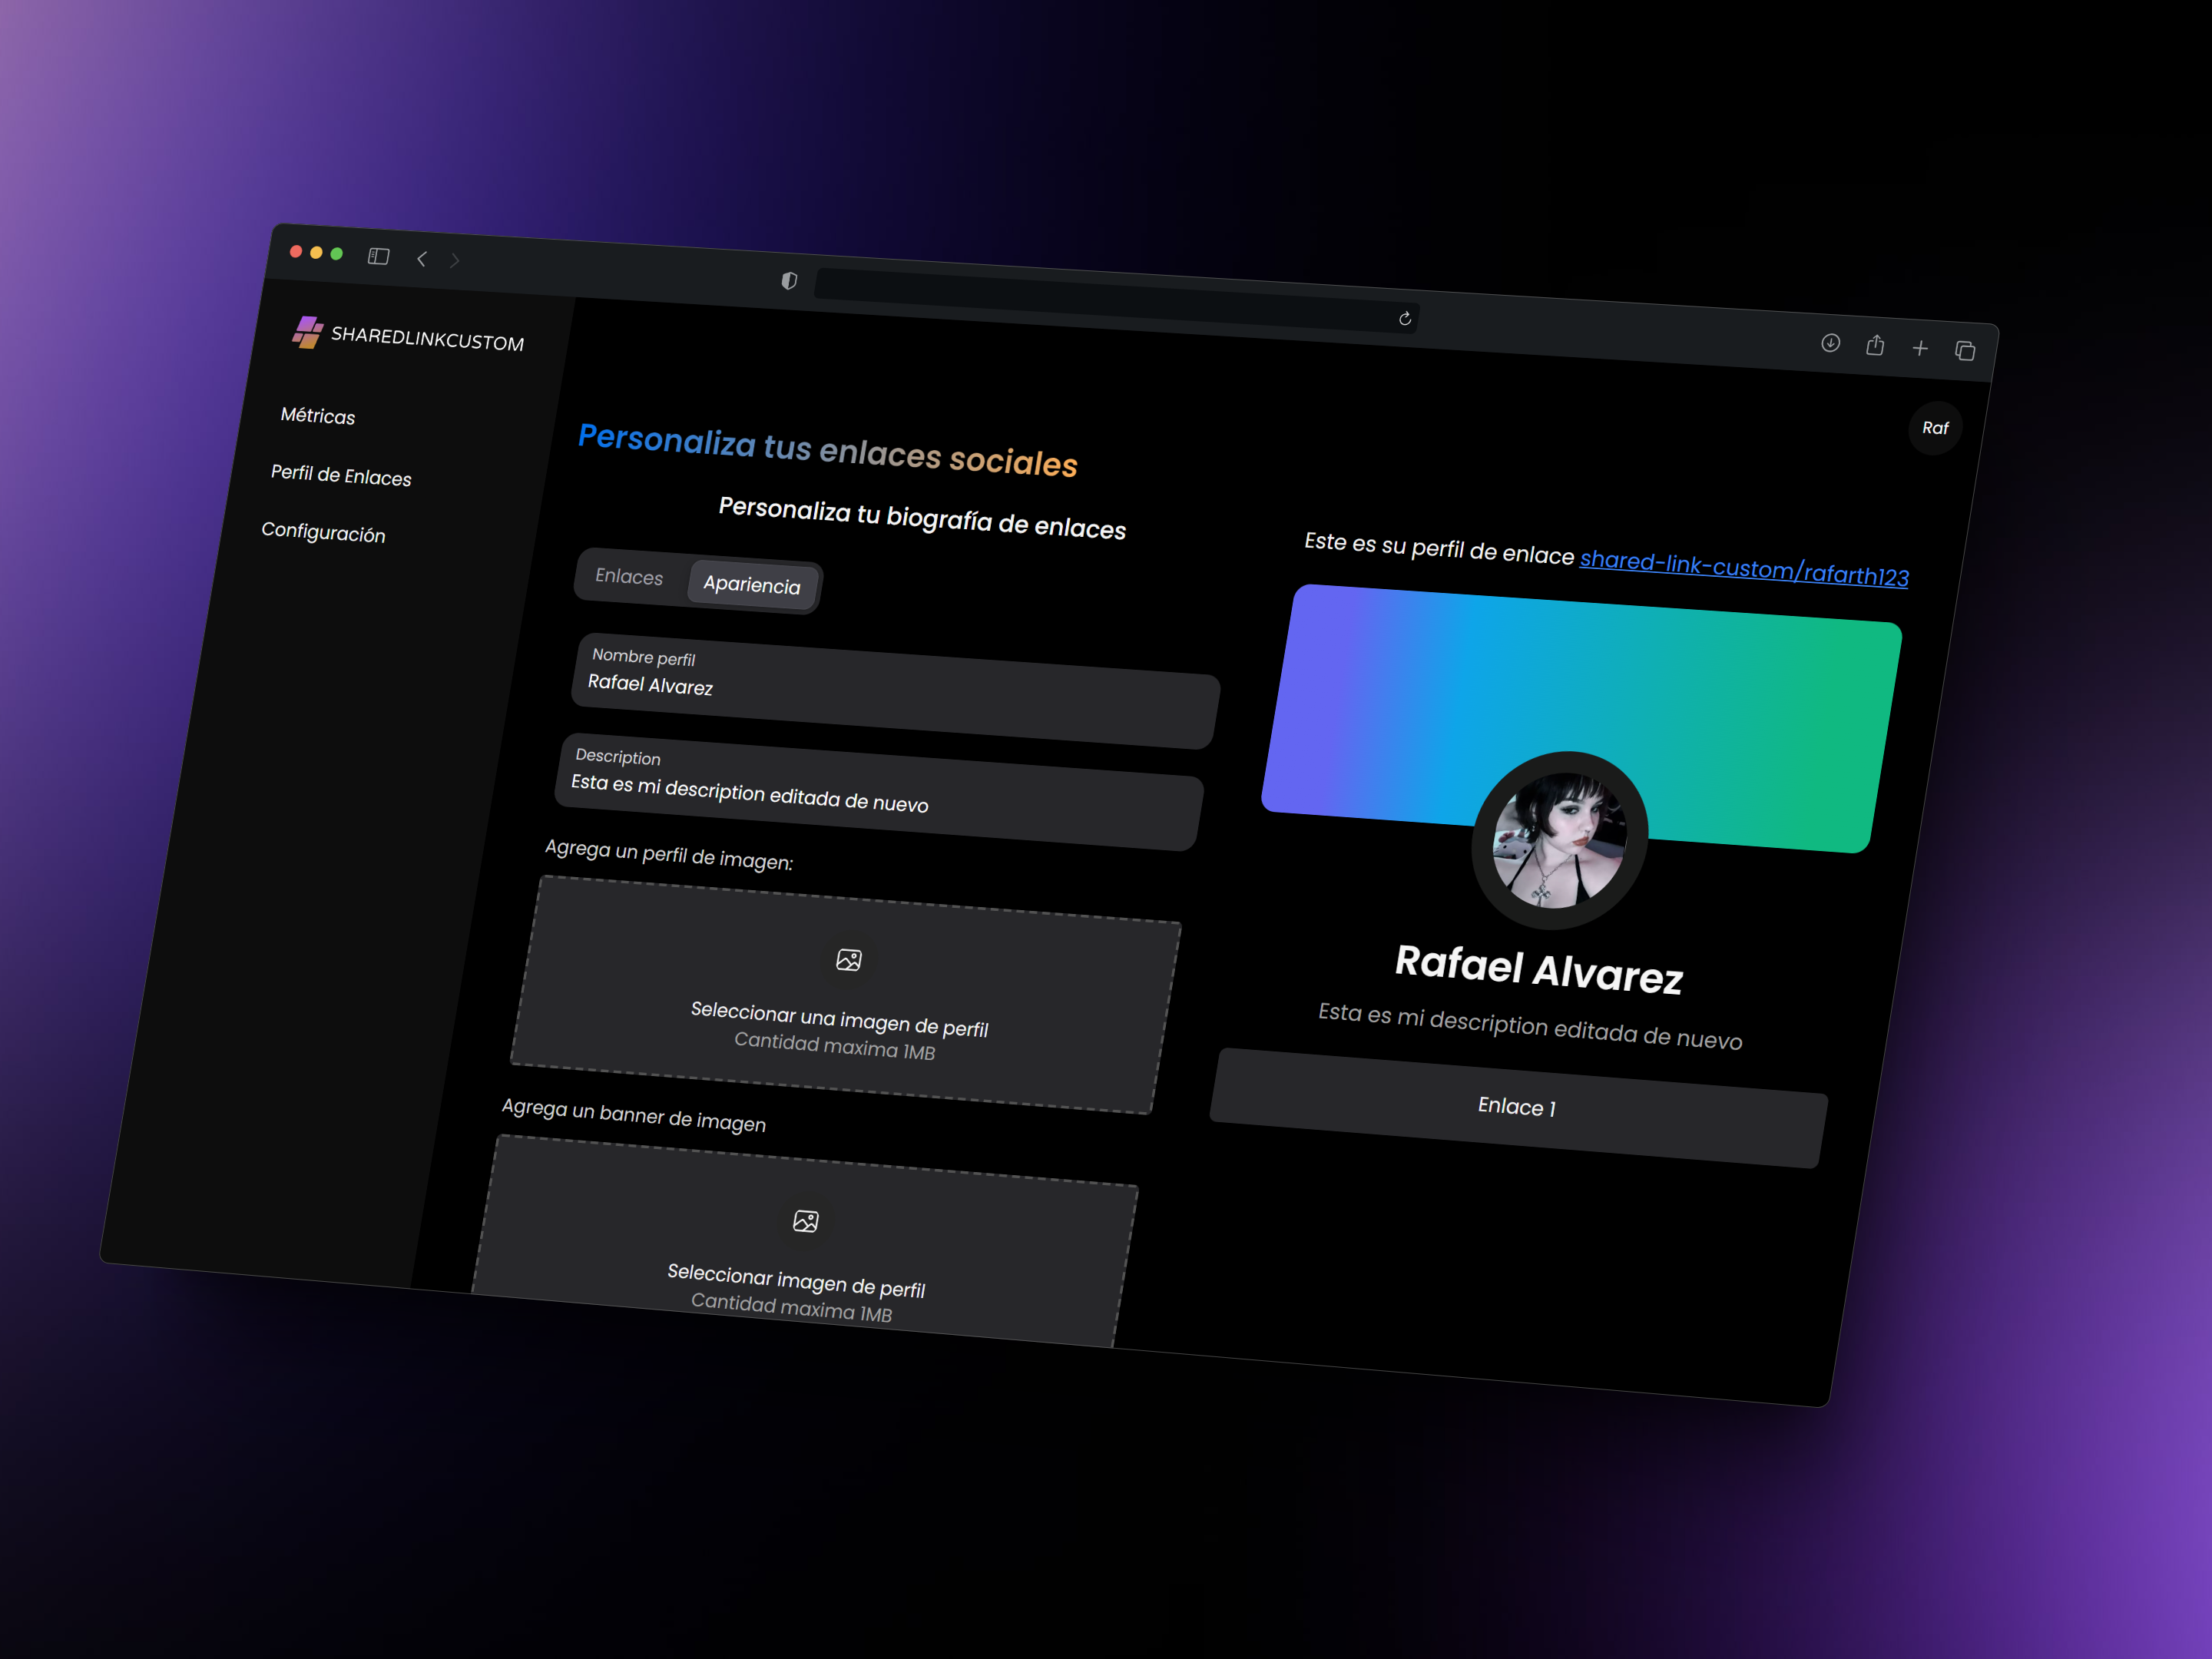 SHAREDLINKCUSTOM
Métricas
Perfil de Enlaces
Configuración
Raf
Personaliza tus enlaces sociales
Personaliza tu biografía de enlaces
Enlaces
Apariencia
Nombre perfil
Rafael Alvarez
Description
Esta es mi description editada de nuevo
Agrega un perfil de imagen:
Seleccionar una imagen de perfil
Cantidad maxima 1MB
Agrega un banner de imagen
Seleccionar imagen de perfil
Cantidad maxima 1MB
Este es su perfil de enlace shared-link-custom/rafarth123
Rafael Alvarez
Esta es mi description editada de nuevo
Enlace 1